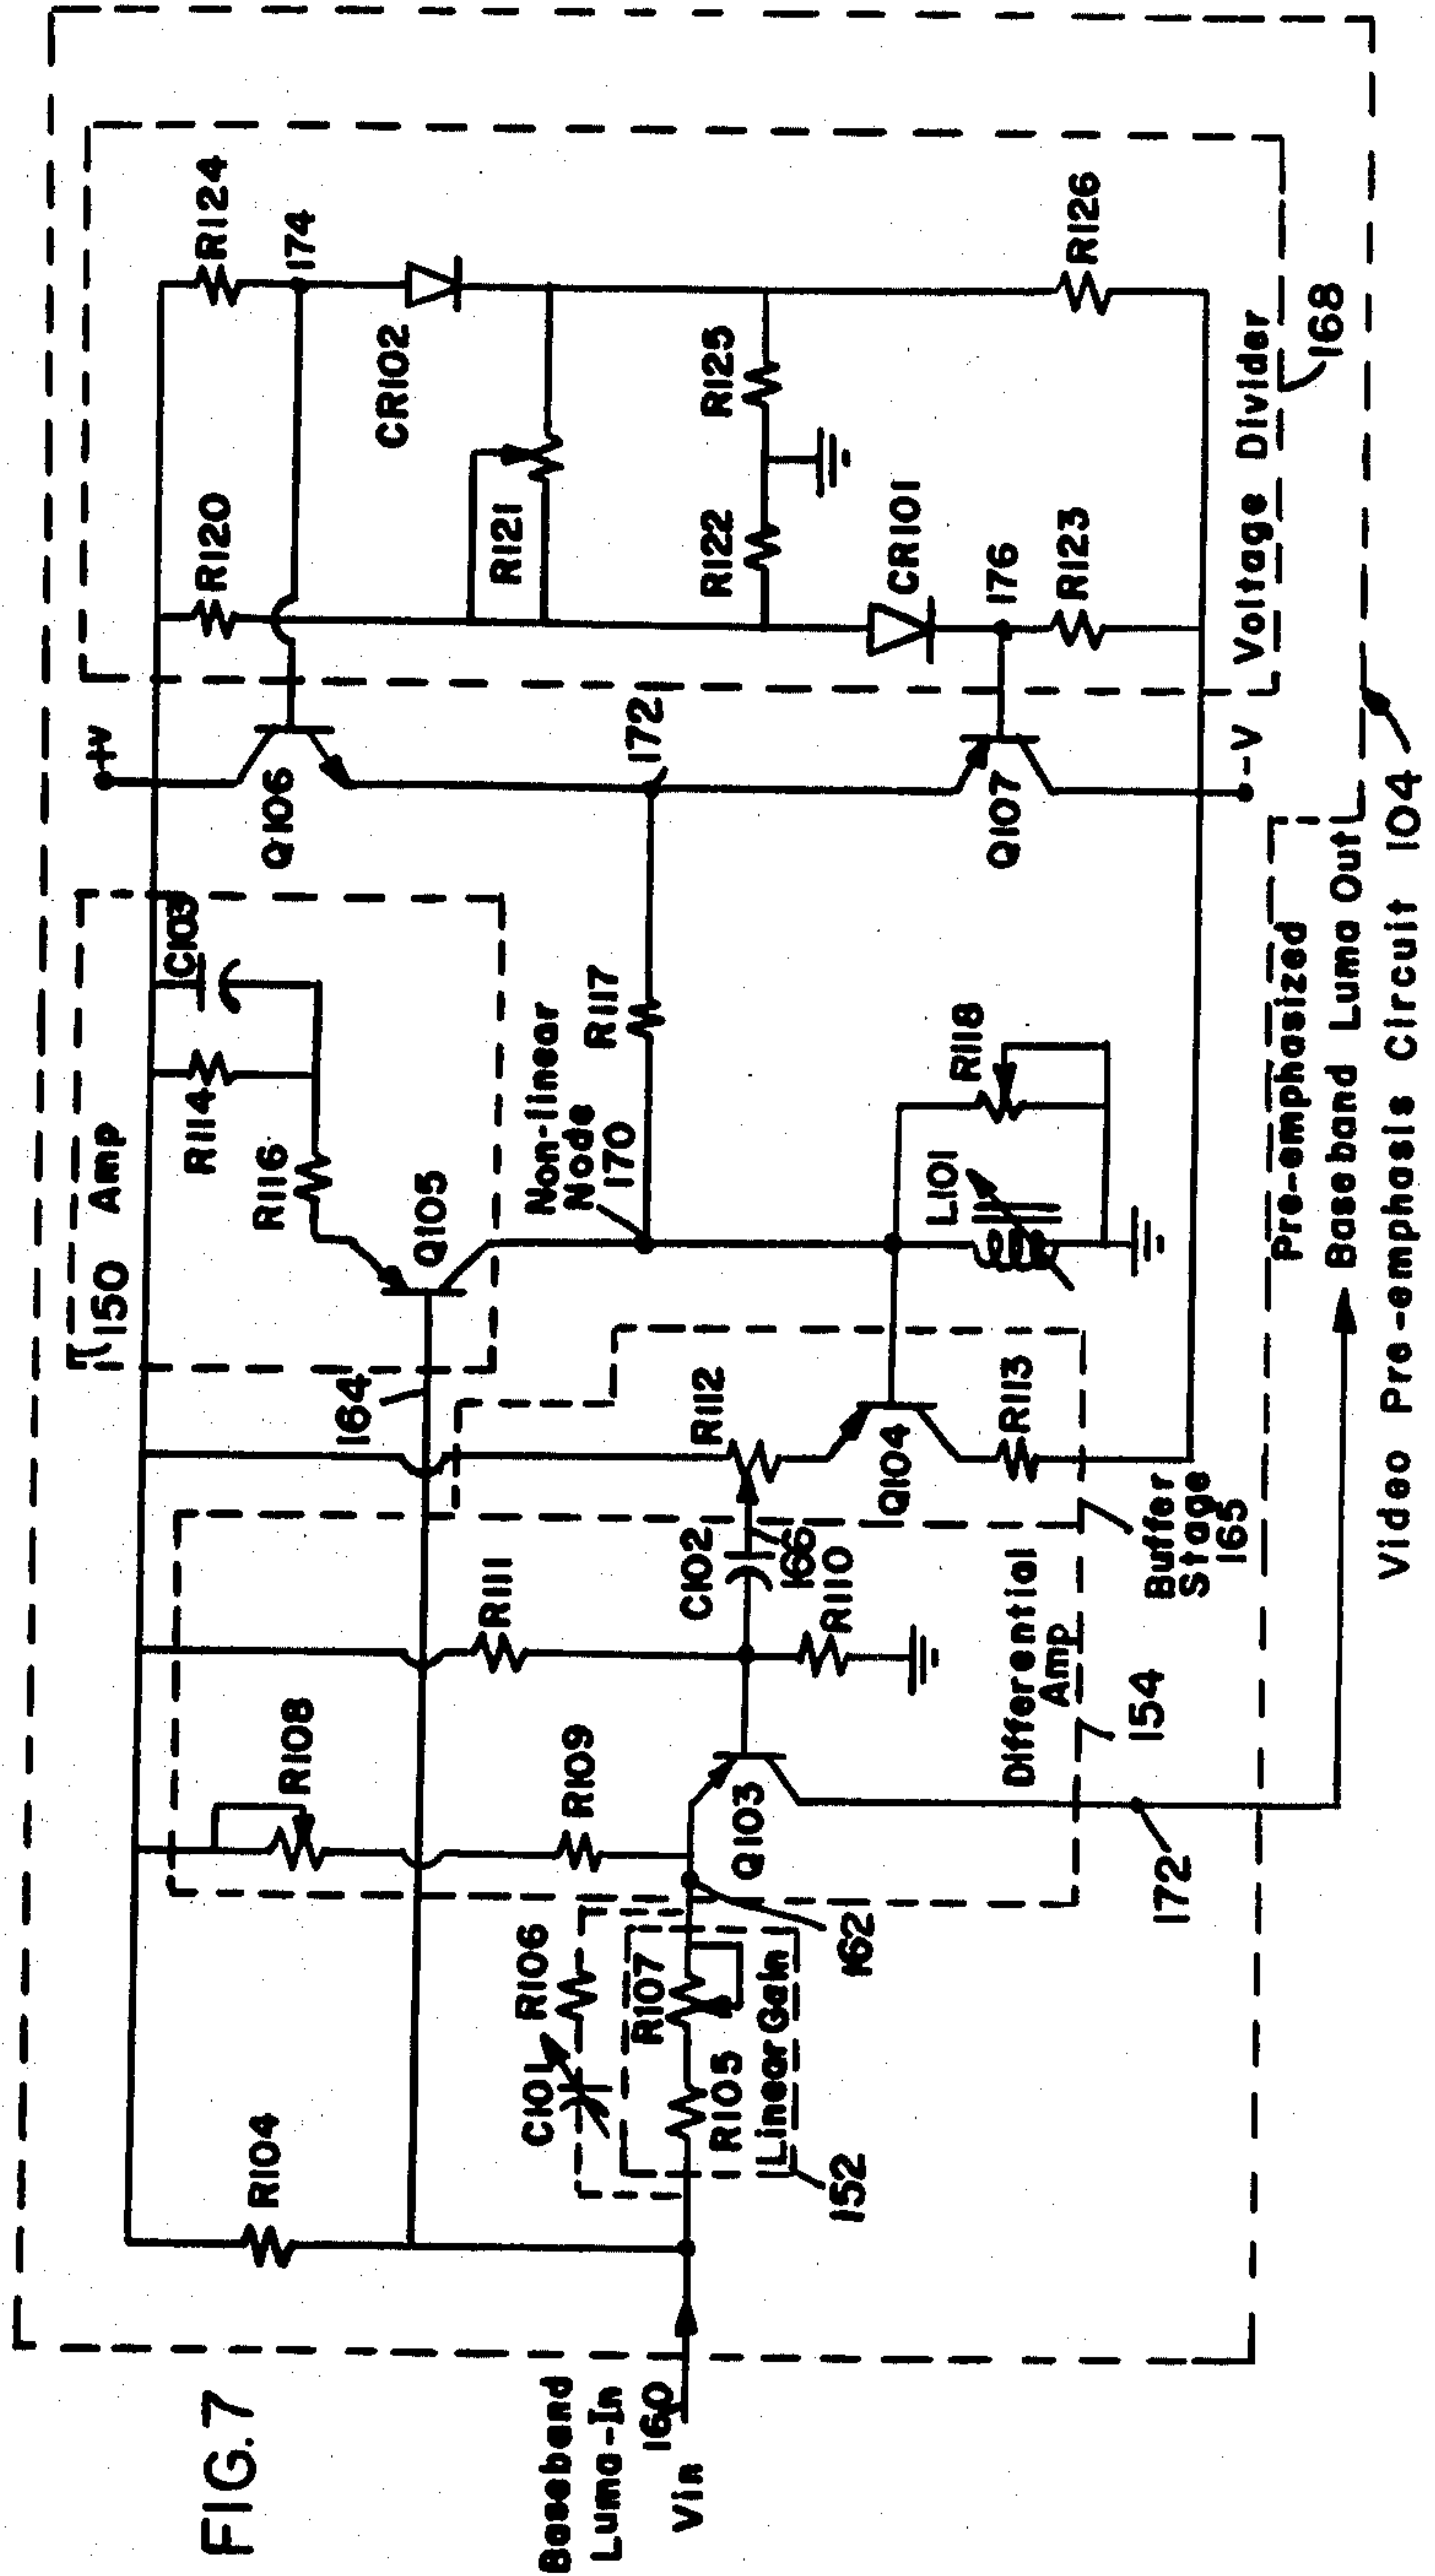 FIG. 7
Baseband
Luma-In
160
Vin
R104
C101
R106
R107
R105
Linear Gain
152
162
R108
R109
Q103
172
154
Differential
Amp
R111
C102
166
R110
164
R112
Q104
R113
Buffer
Stage
165
150 Amp
R114
C103
R116
Q105
Non-linear
Node
170
R117
L101
R118
+V
Q106
172
Q107
-V
R120
R124
174
CR102
R121
R122
R125
CR101
176
R123
R126
Voltage Divider
168
Pre-emphasized
Baseband Luma Out
Video Pre-emphasis Circuit 104